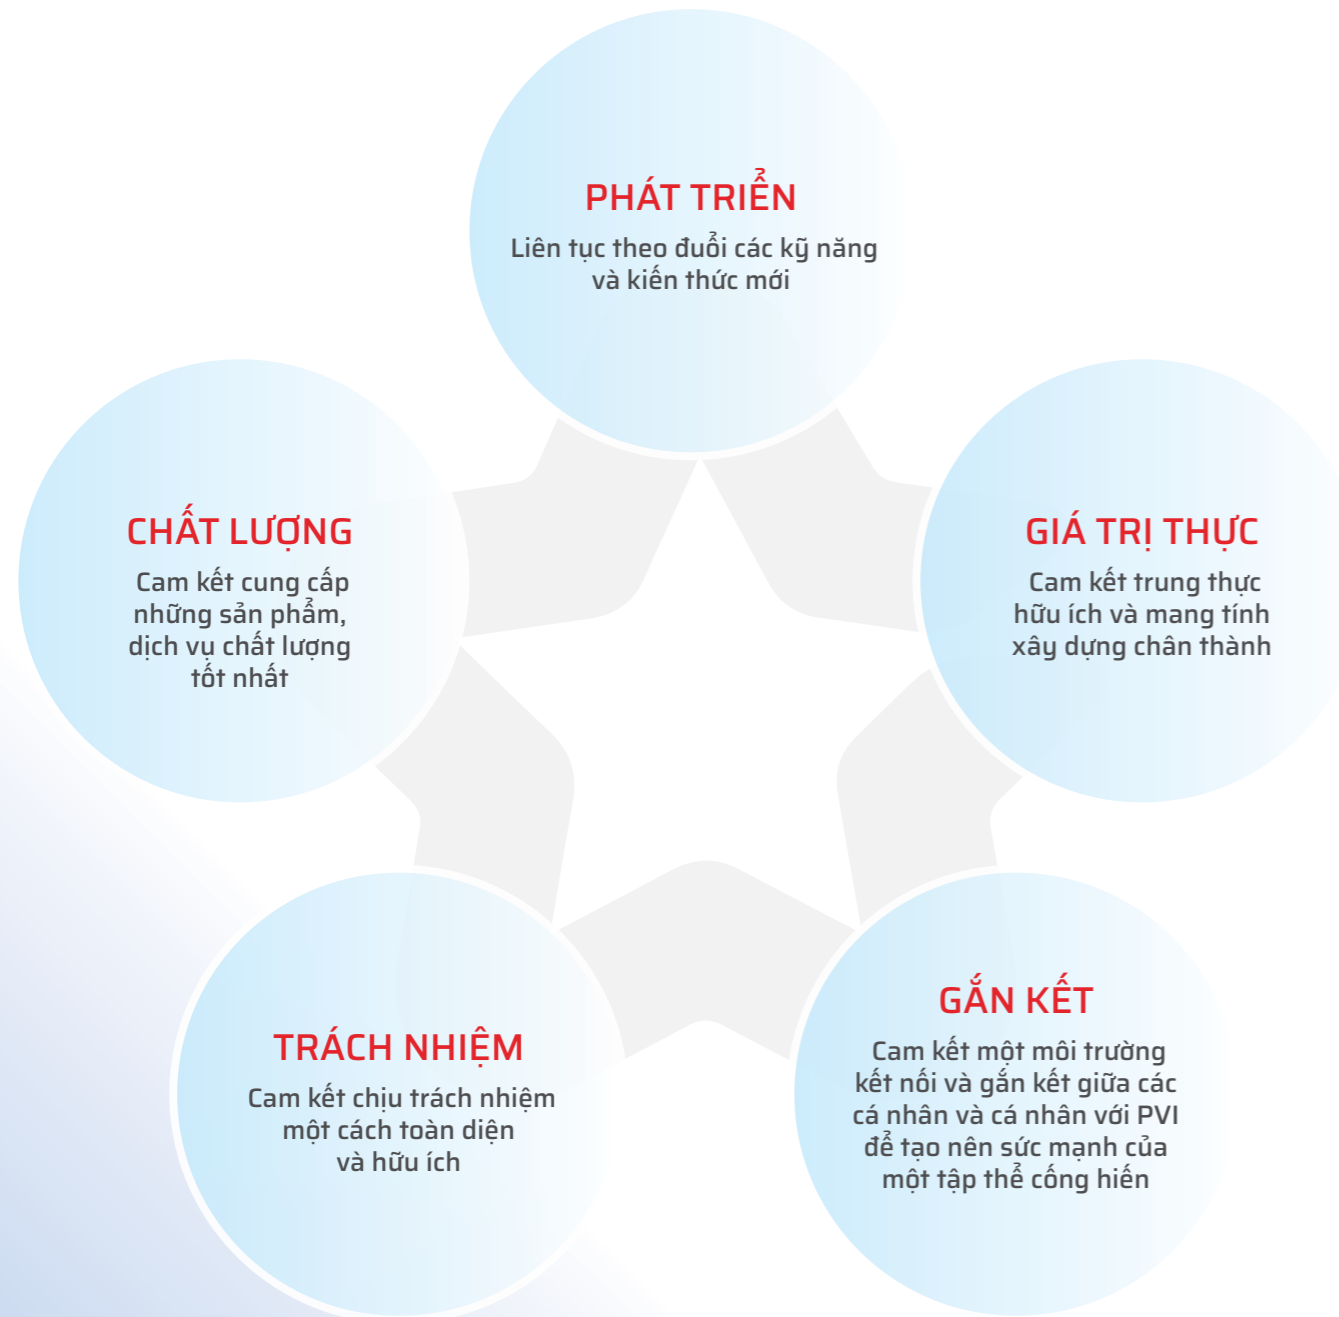 PHÁT TRIỂN
Liên tục theo đuổi các kỹ năng
và kiến thức mới
CHẤT LƯỢNG
Cam kết cung cấp
những sản phẩm,
dịch vụ chất lượng
tốt nhất
GIÁ TRỊ THỰC
Cam kết trung thực
hữu ích và mang tính
xây dựng chân thành
TRÁCH NHIỆM
Cam kết chịu trách nhiệm
một cách toàn diện
và hữu ích
GẮN KẾT
Cam kết một môi trường
kết nối và gắn kết giữa các
cá nhân và cá nhân với PVI
để tạo nên sức mạnh của
một tập thể cống hiến